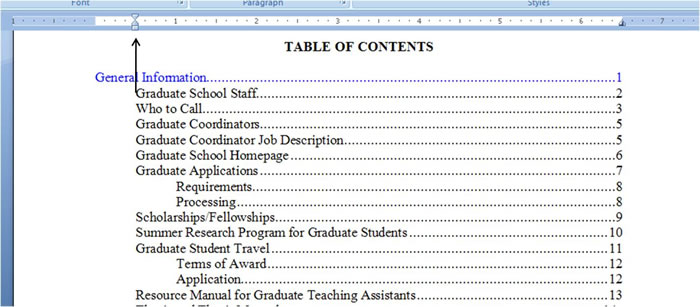 Font Paragraph Styles
1 1 2 3 4 5 6 7
TABLE OF CONTENTS
General Information 1
Graduate School Staff 2
Who to Call 3
Graduate Coordinators 5
Graduate Coordinator Job Description 5
Graduate School Homepage 6
Graduate Applications 7
Requirements 8
Processing 8
Scholarships/Fellowships 9
Summer Research Program for Graduate Students 10
Graduate Student Travel 11
Terms of Award 12
Application 12
Resource Manual for Graduate Teaching Assistants 13